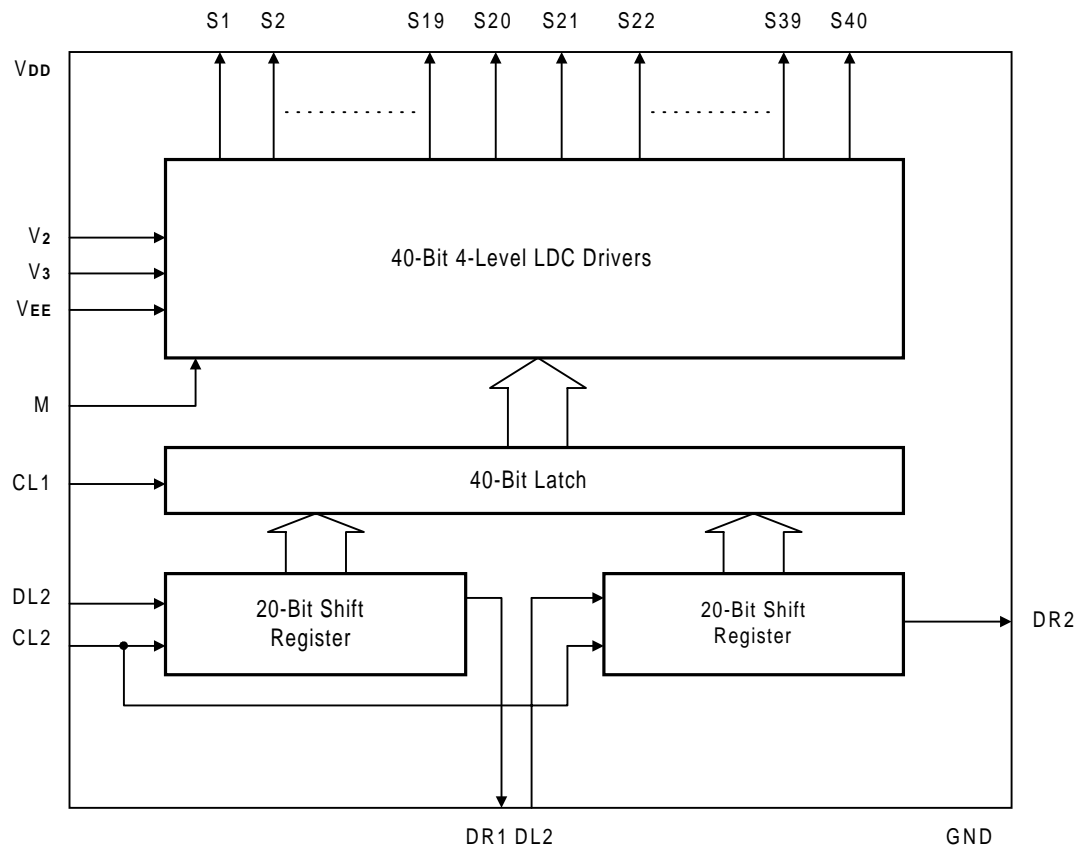 S1 S2 S19 S20 S21 S22 S39 S40
VDD
V2
V3
VEE
40-Bit 4-Level LDC Drivers
M
CL1
40-Bit Latch
DL2
CL2
20-Bit Shift
Register
20-Bit Shift
Register
DR2
DR1 DL2
GND